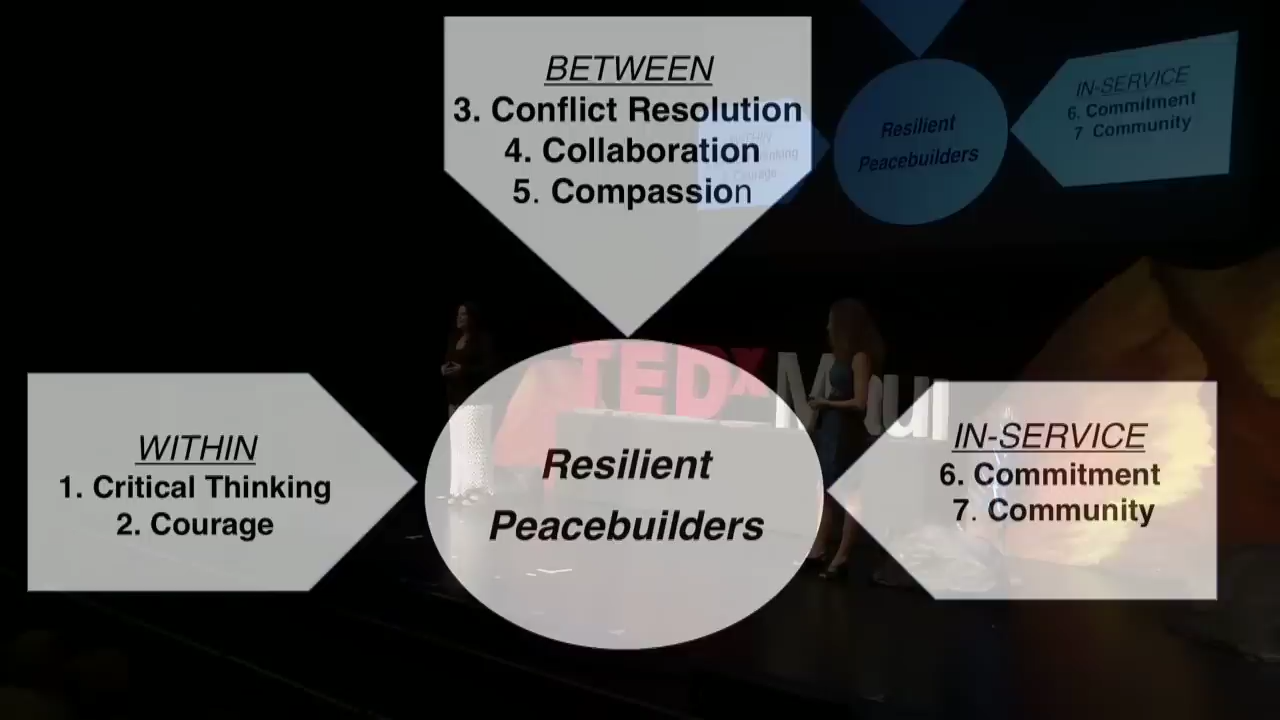 BETWEEN
3. Conflict Resolution
4. Collaboration
5. Compassion
IN-SERVICE
6. Commitment
7 Community
Resilient
Peacebuilders
TEDx Maui
WITHIN
1. Critical Thinking
2. Courage
Resilient
Peacebuilders
IN-SERVICE
6. Commitment
7. Community